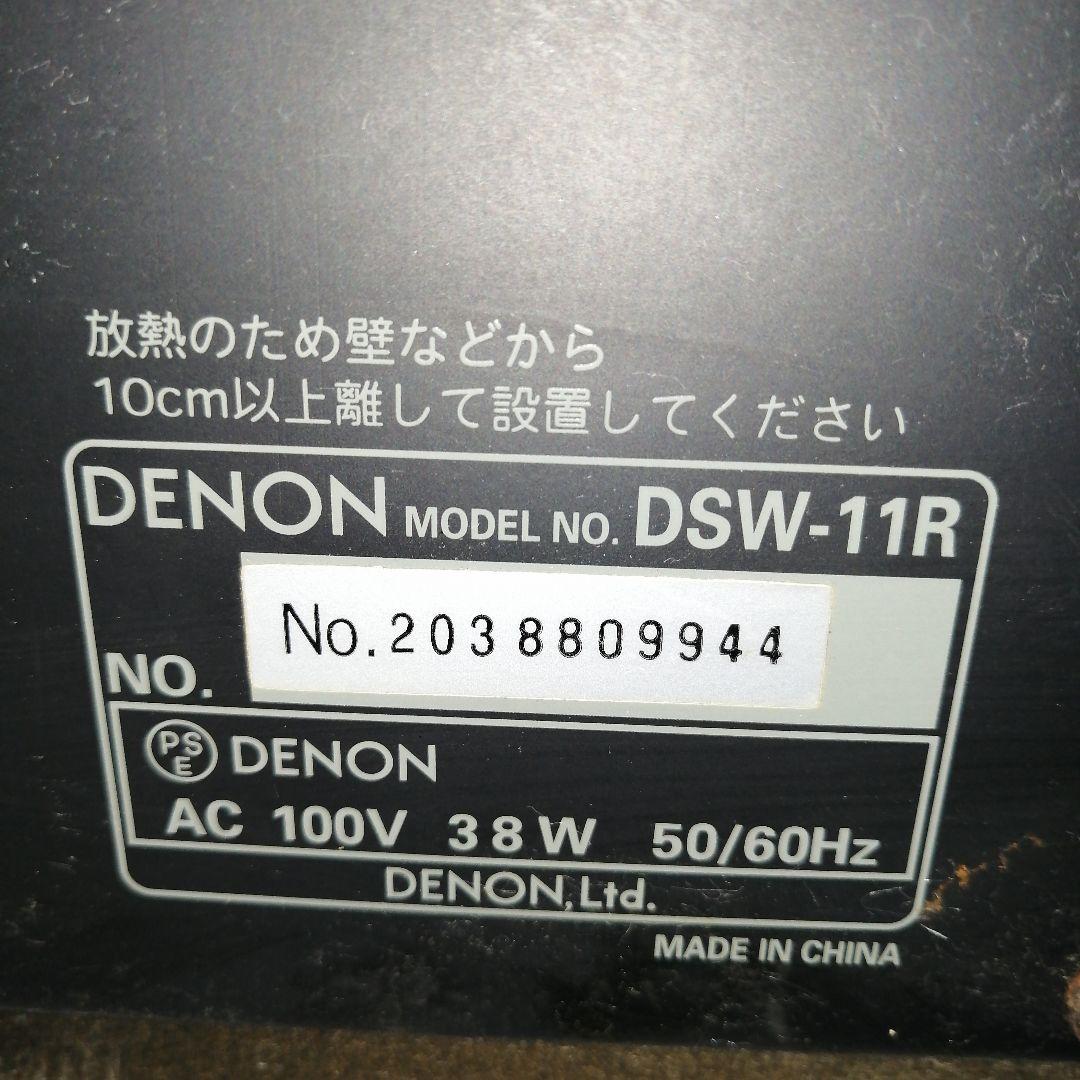 放熱のため壁などから
10cm以上離して設置してください
DENON MODEL NO. DSW-11R
NO. No.2038809944
PSE DENON
AC 100V 38W 50/60Hz
DENON, Ltd.
MADE IN CHINA